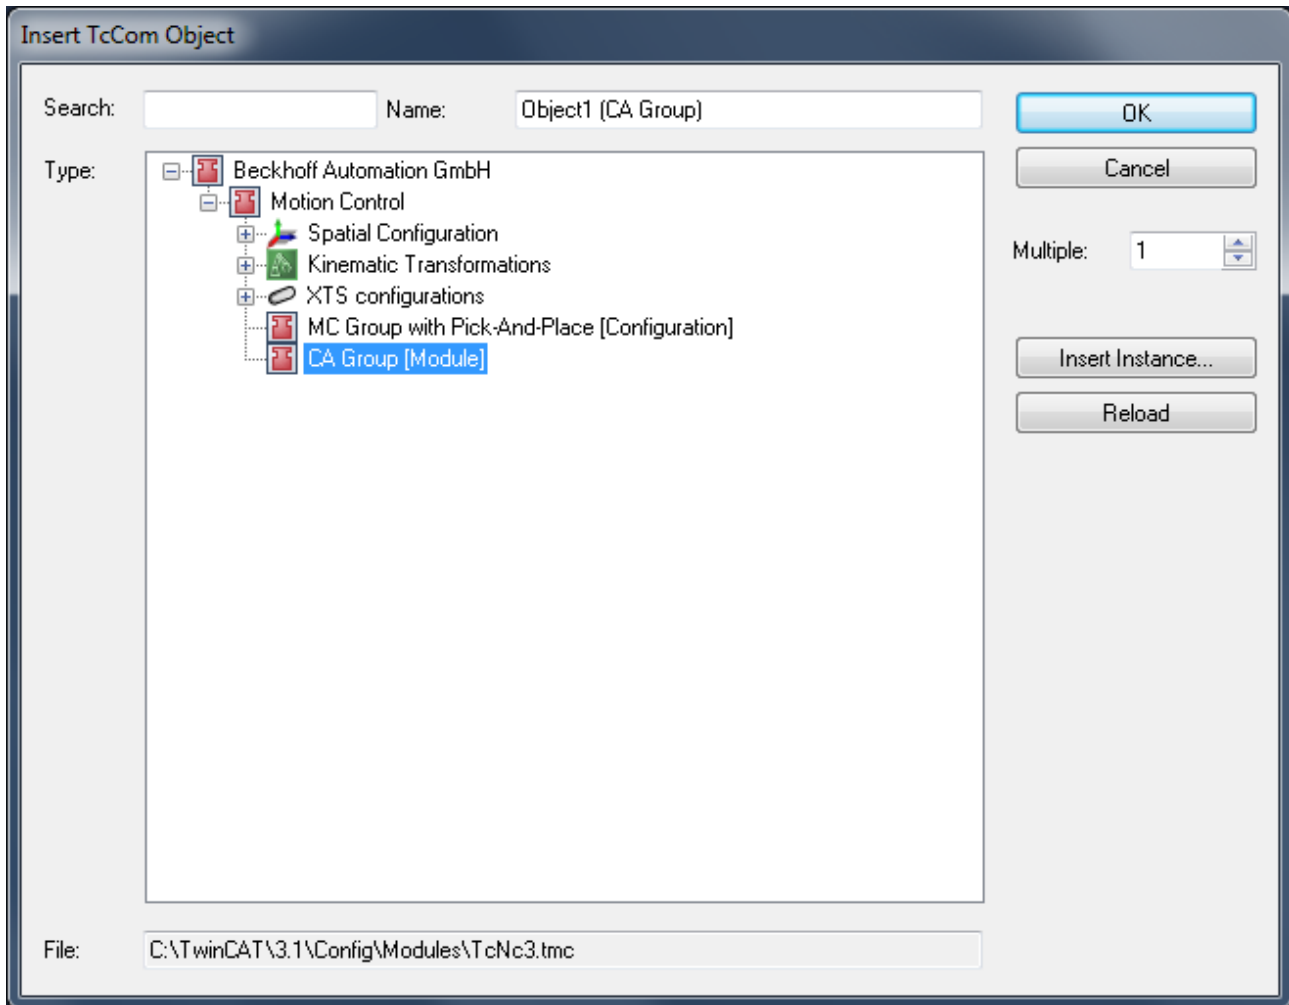 Insert TcCom Object
Search:
Name: Object1 (CA Group)
OK
Type:
Beckhoff Automation GmbH
Cancel
Motion Control
Spatial Configuration
Multiple: 1
Kinematic Transformations
XTS configurations
MC Group with Pick-And-Place [Configuration]
CA Group [Module]
Insert Instance...
Reload
File: C:\TwinCAT\3.1\Config\Modules\TcNc3.tmc